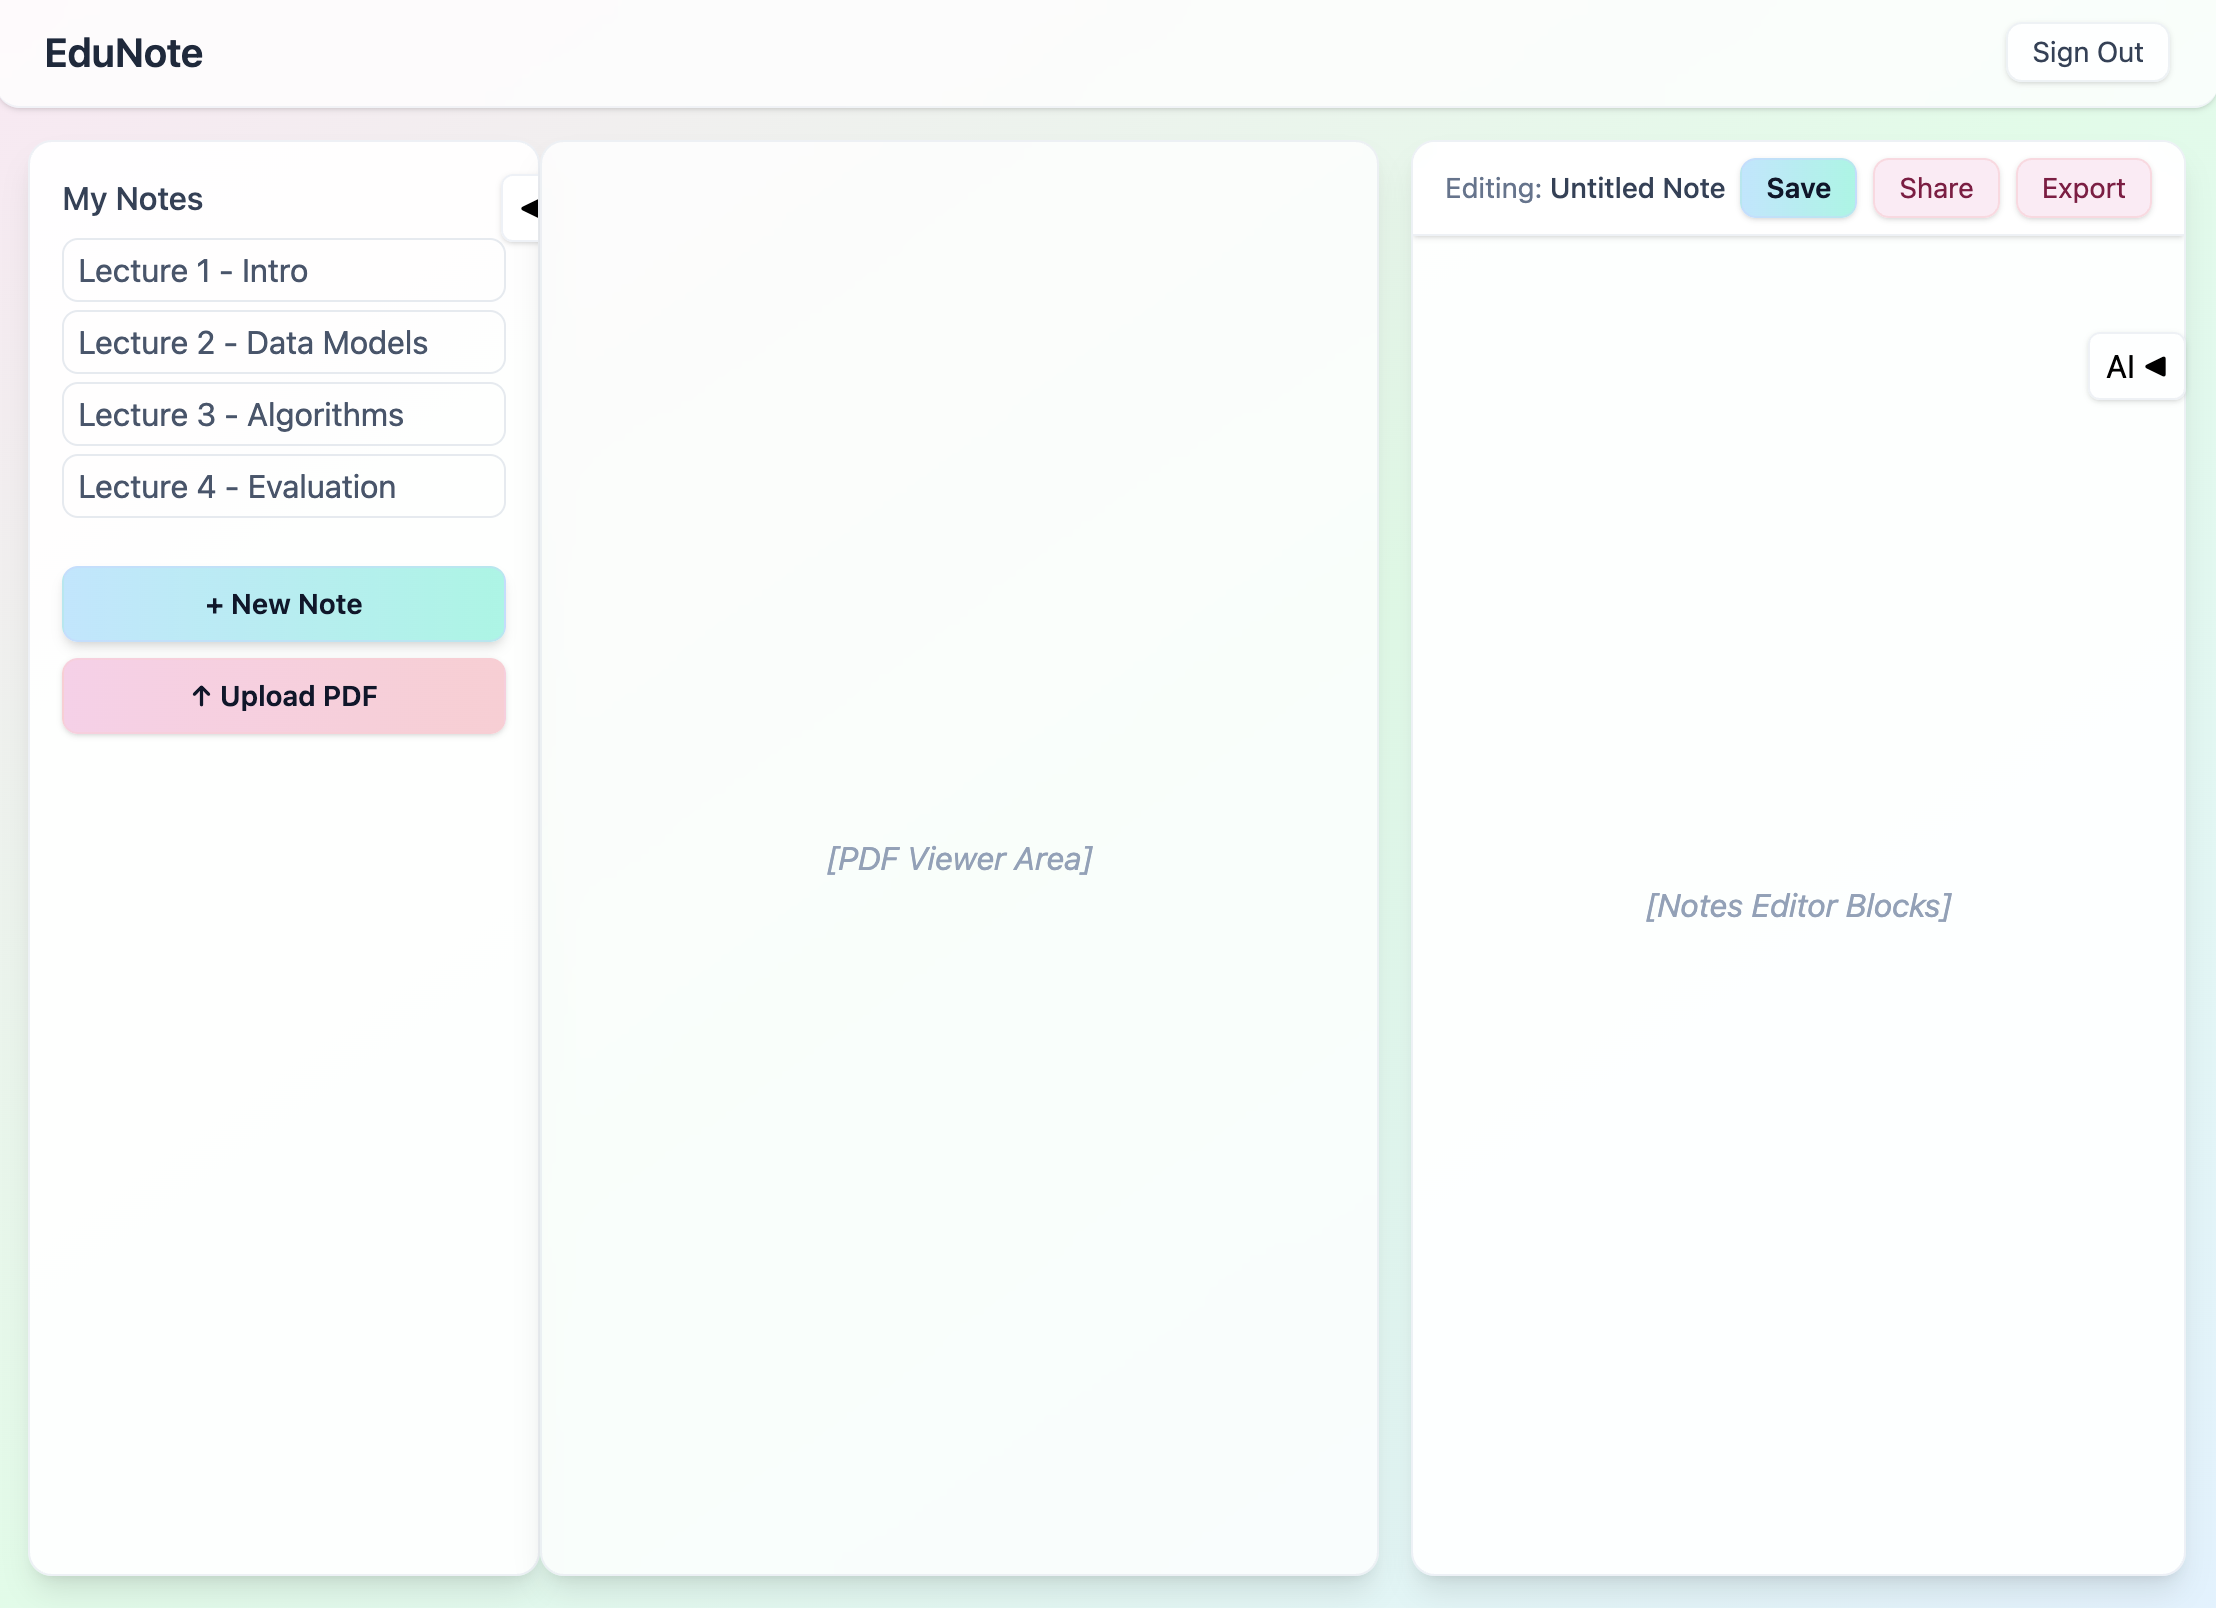 EduNote
Sign Out
My Notes
◀
Lecture 1 - Intro
Lecture 2 - Data Models
Lecture 3 - Algorithms
Lecture 4 - Evaluation
+ New Note
↑ Upload PDF
[PDF Viewer Area]
Editing: Untitled Note
Save
Share
Export
AI ◀
[Notes Editor Blocks]